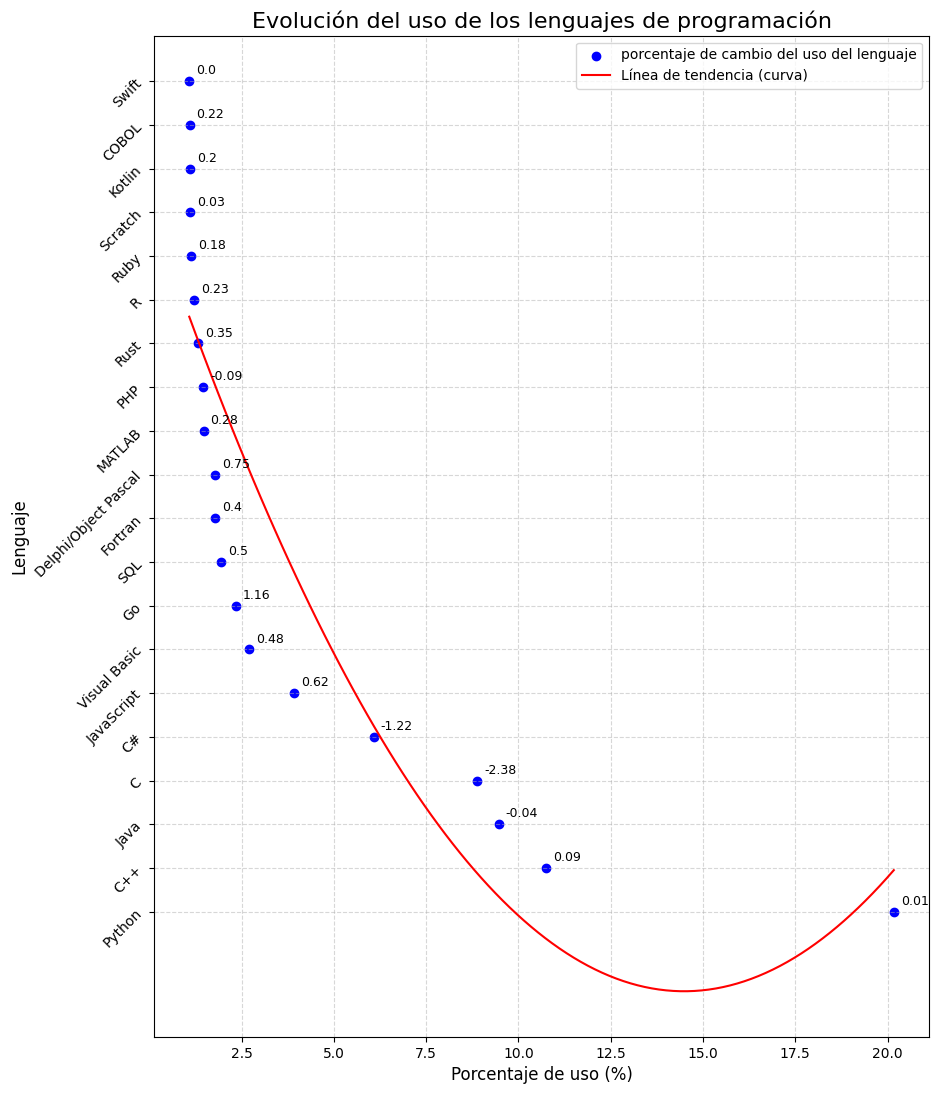 Evolución del uso de los lenguajes de programación
porcentaje de cambio del uso del lenguaje
Línea de tendencia (curva)
Lenguaje
Swift
0.0
COBOL
0.22
Kotlin
0.2
Scratch
0.03
Ruby
0.18
R
0.23
Rust
0.35
PHP
-0.09
MATLAB
0.28
Delphi/Object Pascal
0.75
Fortran
0.4
SQL
0.5
Go
1.16
Visual Basic
0.48
JavaScript
0.62
C#
-1.22
C
-2.38
Java
-0.04
C++
0.09
Python
0.01
2.5 5.0 7.5 10.0 12.5 15.0 17.5 20.0
Porcentaje de uso (%)